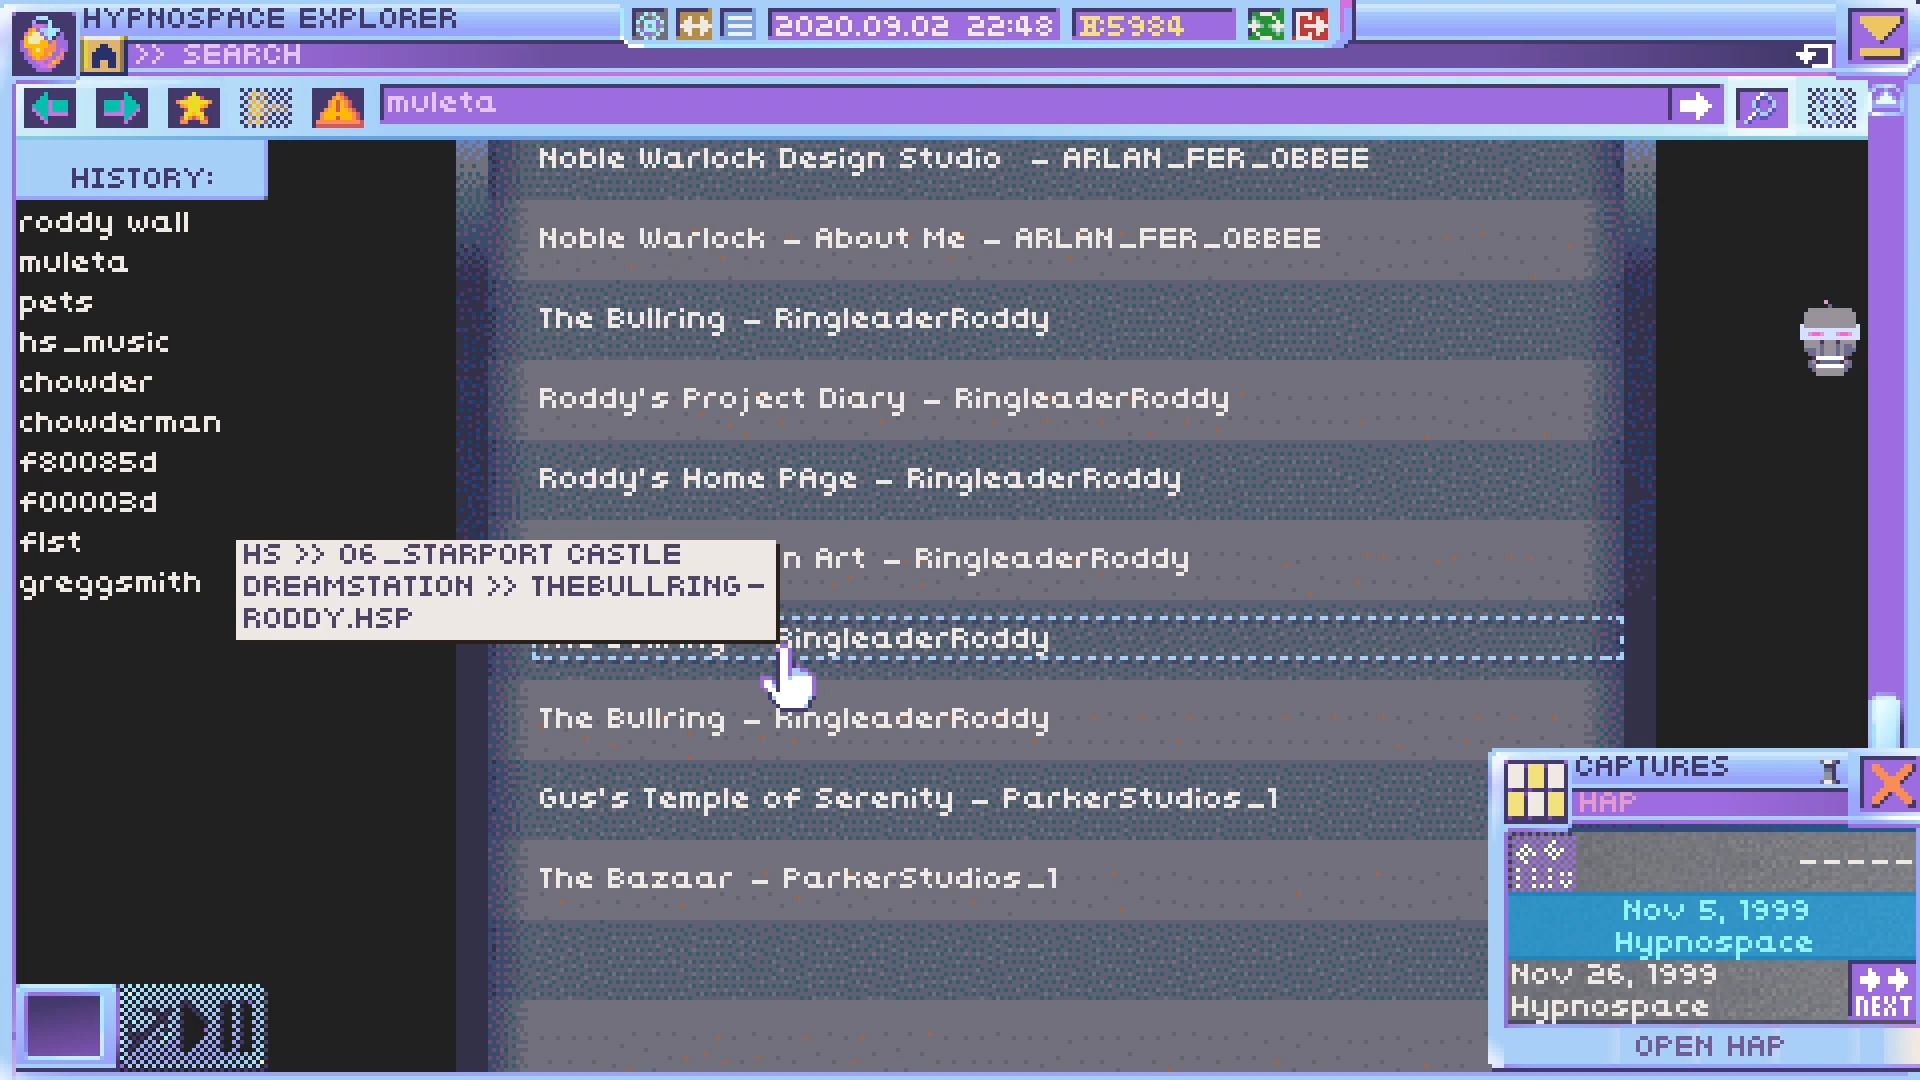 HYPNOSPACE EXPLORER
2020.09.02 22:48
5984
>> SEARCH
muleta
HISTORY:
roddy wall
muleta
pets
hs_music
chowder
chowderman
f80085d
f00003d
flst
greggsmith
Noble Warlock Design Studio - ARLAN_FER_OBBEE
Noble Warlock - About Me - ARLAN_FER_OBBEE
The Bullring - RingleaderRoddy
Roddy's Project Diary - RingleaderRoddy
Roddy's Home PAge - RingleaderRoddy
n Art - RingleaderRoddy
HS >> 06_STARPORT CASTLE
DREAMSTATION >> THEBULLRING-
RODDY.HSP
RingleaderRoddy
The Bullring - RingleaderRoddy
Gus's Temple of Serenity - ParkerStudios_1
The Bazaar - ParkerStudios_1
CAPTURES
HAP
-----
Nov 5, 1999
Hypnospace
Nov 26, 1999
Hypnospace
NEXT
OPEN HAP